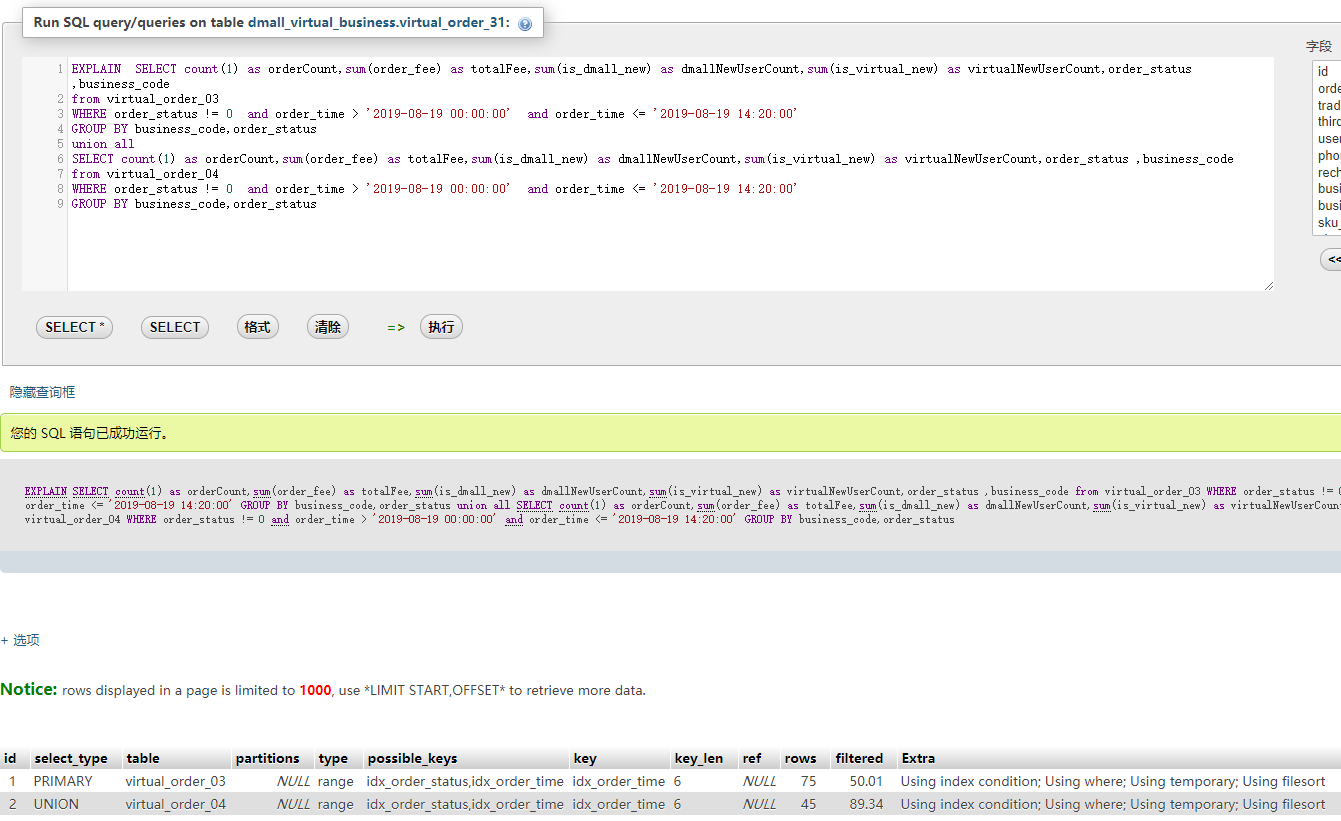 Run SQL query/queries on table dmall_virtual_business.virtual_order_31:
字段
1 EXPLAIN  SELECT count(1) as orderCount,sum(order_fee) as totalFee,sum(is_dmall_new) as dmallNewUserCount,sum(is_virtual_new) as virtualNewUserCount,order_status
,business_code
2 from virtual_order_03
3 WHERE order_status != 0  and order_time > '2019-08-19 00:00:00'  and order_time <= '2019-08-19 14:20:00'
4 GROUP BY business_code,order_status
5 union all
6 SELECT count(1) as orderCount,sum(order_fee) as totalFee,sum(is_dmall_new) as dmallNewUserCount,sum(is_virtual_new) as virtualNewUserCount,order_status ,business_code
7 from virtual_order_04
8 WHERE order_status != 0  and order_time > '2019-08-19 00:00:00'  and order_time <= '2019-08-19 14:20:00'
9 GROUP BY business_code,order_status
id
orde
trad
third
user
phor
rech
busi
busi
sku_
<<
SELECT * SELECT 格式 清除 => 执行
隐藏查询框
您的 SQL 语句已成功运行。
EXPLAIN SELECT count(1) as orderCount,sum(order_fee) as totalFee,sum(is_dmall_new) as dmallNewUserCount,sum(is_virtual_new) as virtualNewUserCount,order_status ,business_code from virtual_order_03 WHERE order_status != 0
order_time <= '2019-08-19 14:20:00' GROUP BY business_code,order_status union all SELECT count(1) as orderCount,sum(order_fee) as totalFee,sum(is_dmall_new) as dmallNewUserCount,sum(is_virtual_new) as virtualNewUserCoun
virtual_order_04 WHERE order_status != 0 and order_time > '2019-08-19 00:00:00' and order_time <= '2019-08-19 14:20:00' GROUP BY business_code,order_status
+ 选项
Notice: rows displayed in a page is limited to 1000, use *LIMIT START,OFFSET* to retrieve more data.
id select_type table partitions type possible_keys key key_len ref rows filtered Extra
1 PRIMARY virtual_order_03 NULL range idx_order_status,idx_order_time idx_order_time 6 NULL 75 50.01 Using index condition; Using where; Using temporary; Using filesort
2 UNION virtual_order_04 NULL range idx_order_status,idx_order_time idx_order_time 6 NULL 45 89.34 Using index condition; Using where; Using temporary; Using filesort